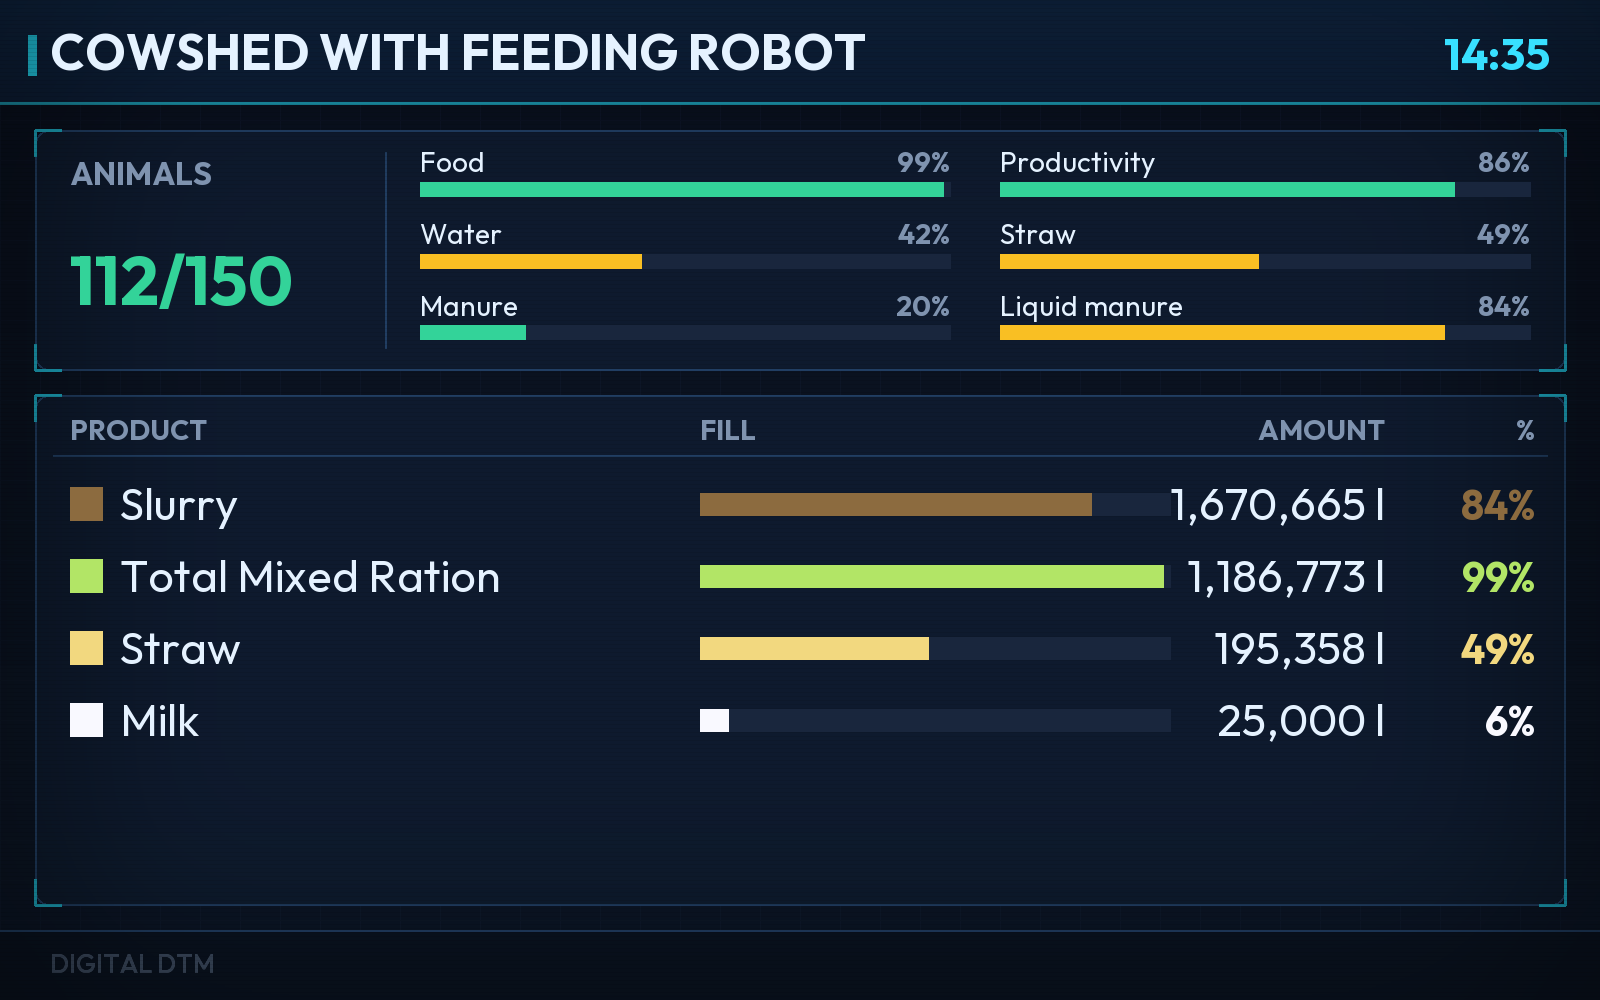 COWSHED WITH FEEDING ROBOT 14:35
ANIMALS
112/150
Food 99%
Water 42%
Manure 20%
Productivity 86%
Straw 49%
Liquid manure 84%
PRODUCT FILL AMOUNT %
Slurry 1,670,665 l 84%
Total Mixed Ration 1,186,773 l 99%
Straw 195,358 l 49%
Milk 25,000 l 6%
DIGITAL DTM